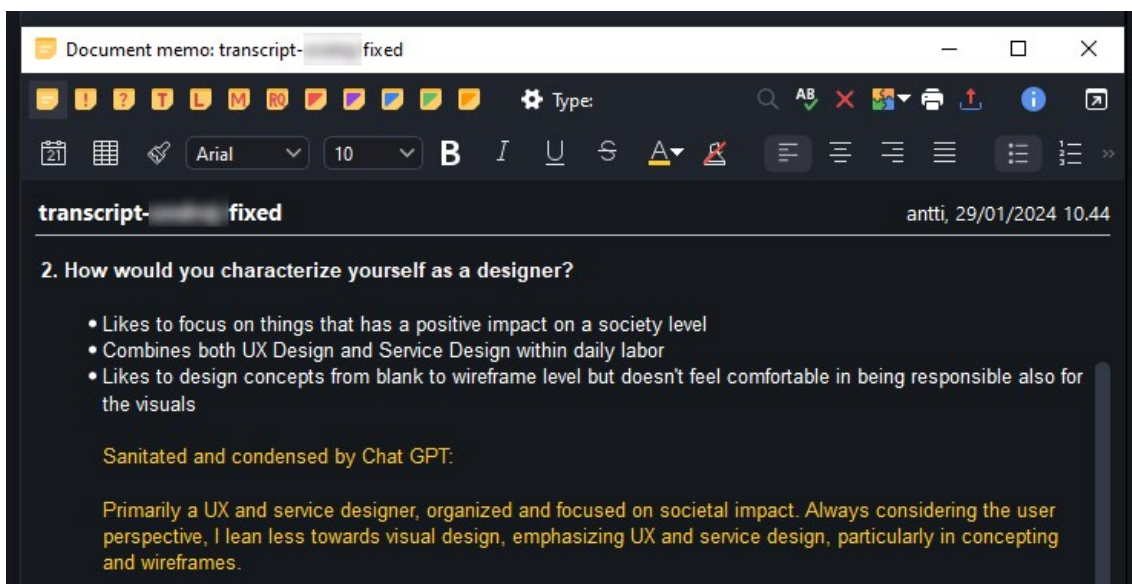 Document memo: transcript- fixed
! ? T L M RQ Type: AB
21 Arial 10 B I U S A
transcript- fixed antti, 29/01/2024 10.44
2. How would you characterize yourself as a designer?
• Likes to focus on things that has a positive impact on a society level
• Combines both UX Design and Service Design within daily labor
• Likes to design concepts from blank to wireframe level but doesn't feel comfortable in being responsible also for
the visuals
Sanitated and condensed by Chat GPT:
Primarily a UX and service designer, organized and focused on societal impact. Always considering the user
perspective, I lean less towards visual design, emphasizing UX and service design, particularly in concepting
and wireframes.